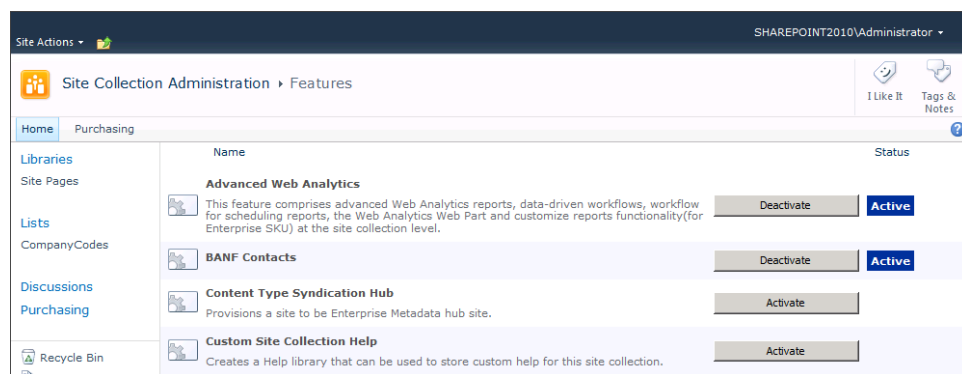 SHAREPOINT2010\Administrator
Site Actions
Site Collection Administration ▸ Features
I Like It
Tags &
Notes
Home
Purchasing
Libraries
Site Pages
Lists
CompanyCodes
Discussions
Purchasing
Recycle Bin
Name
Status
Advanced Web Analytics
This feature comprises advanced Web Analytics reports, data-driven workflows, workflow
for scheduling reports, the Web Analytics Web Part and customize reports functionality(for
Enterprise SKU) at the site collection level.
Deactivate
Active
BANF Contacts
Deactivate
Active
Content Type Syndication Hub
Provisions a site to be Enterprise Metadata hub site.
Activate
Custom Site Collection Help
Creates a Help library that can be used to store custom help for this site collection.
Activate